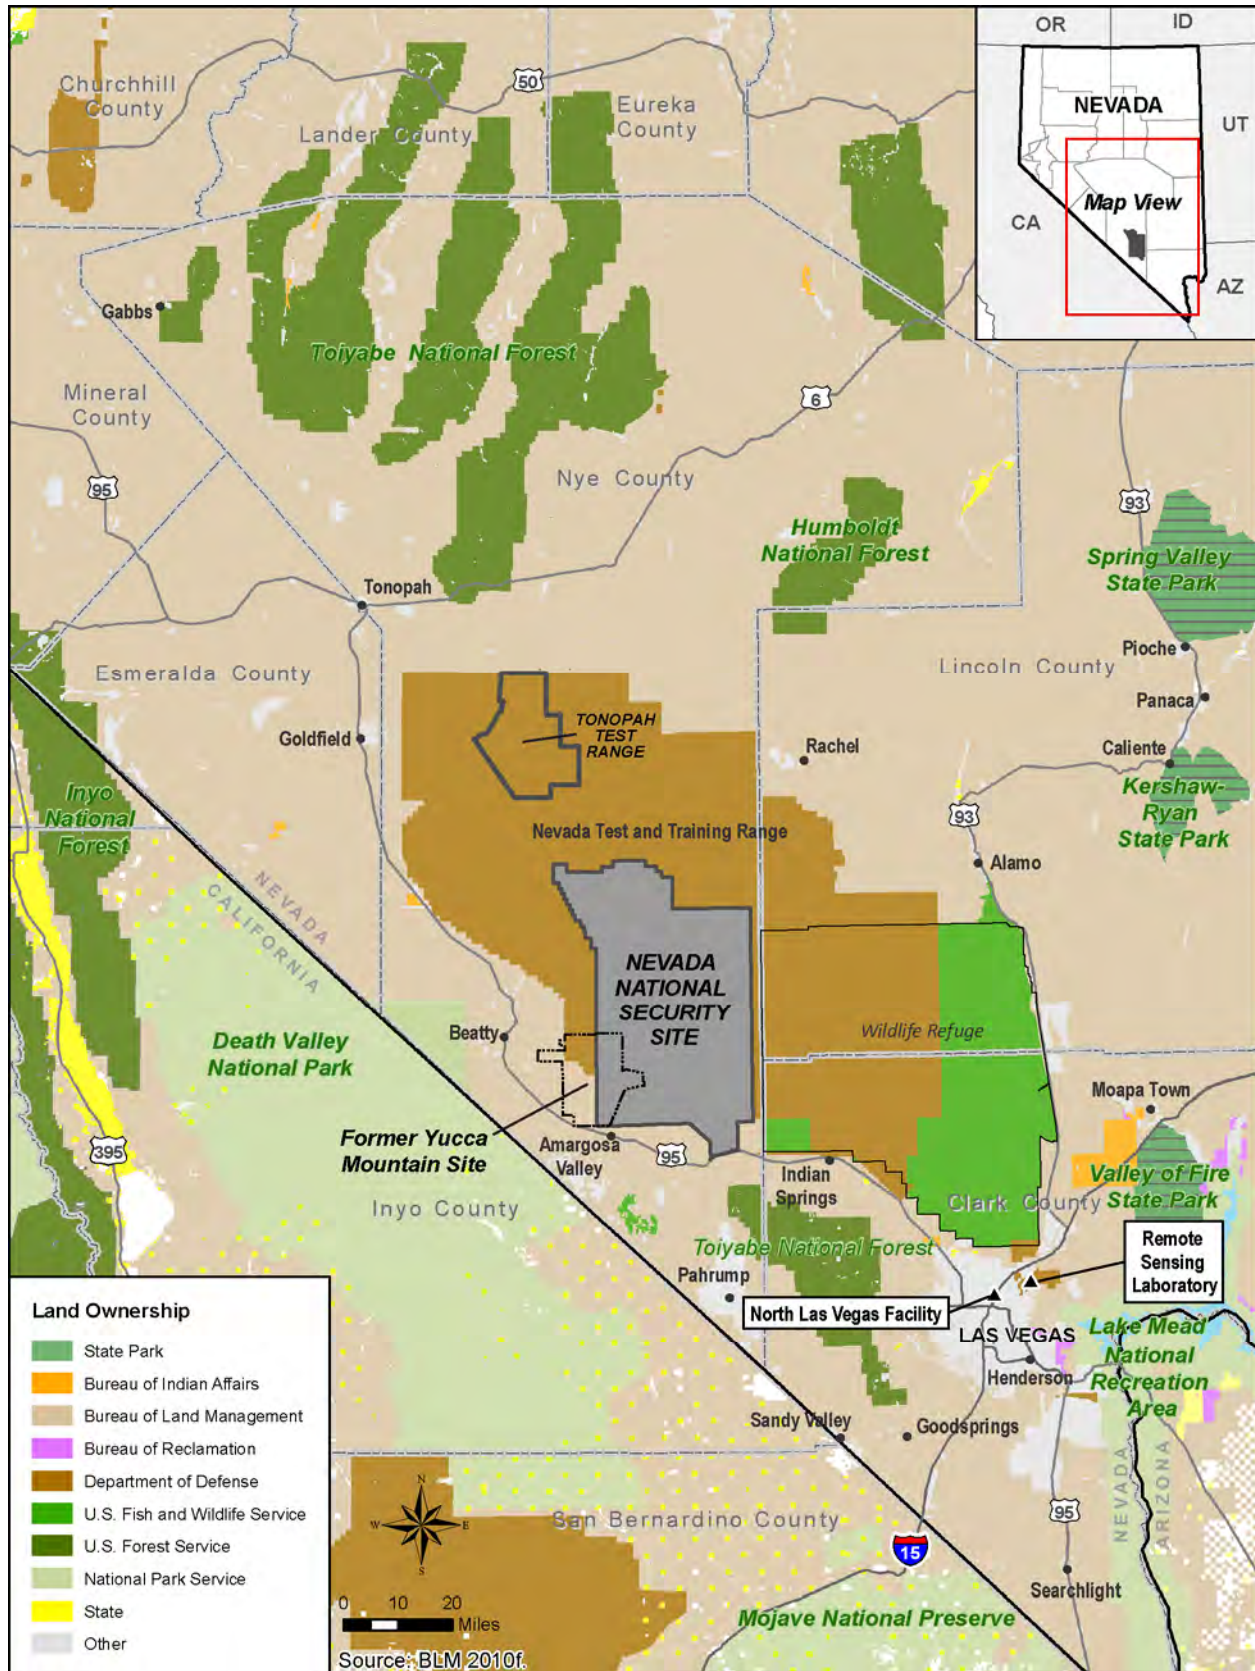 OR
ID
NEVADA
UT
Map View
CA
AZ
Churchhill
County
50
Lander County
Eureka
County
Gabbs
Toiyabe National Forest
Mineral
County
6
95
Nye County
93
Humboldt
National Forest
Spring Valley
State Park
Tonopah
Pioche
Esmeralda County
Lincoln County
Panaca
TONOPAH
TEST
RANGE
Goldfield
Rachel
Caliente
Inyo
National
Forest
Kershaw-
Ryan
State Park
93
Nevada Test and Training Range
Alamo
NEVADA
CALIFORNIA
NEVADA
NATIONAL
SECURITY
SITE
Wildlife Refuge
Beatty
Death Valley
National Park
Moapa Town
Former Yucca
Mountain Site
Amargosa
Valley
95
395
Indian
Springs
Valley of Fire
State Park
Inyo County
Clark County
Toiyabe National Forest
Remote
Sensing
Laboratory
Pahrump
North Las Vegas Facility
LAS VEGAS
Lake Mead
National
Recreation
Area
Henderson
Sandy Valley
Goodsprings
NEVADA
ARIZONA
San Bernardino County
95
15
Searchlight
Mojave National Preserve
Land Ownership
State Park
Bureau of Indian Affairs
Bureau of Land Management
Bureau of Reclamation
Department of Defense
U.S. Fish and Wildlife Service
U.S. Forest Service
National Park Service
State
Other
N
W
E
S
0 10 20
Miles
Source: BLM 2010f.